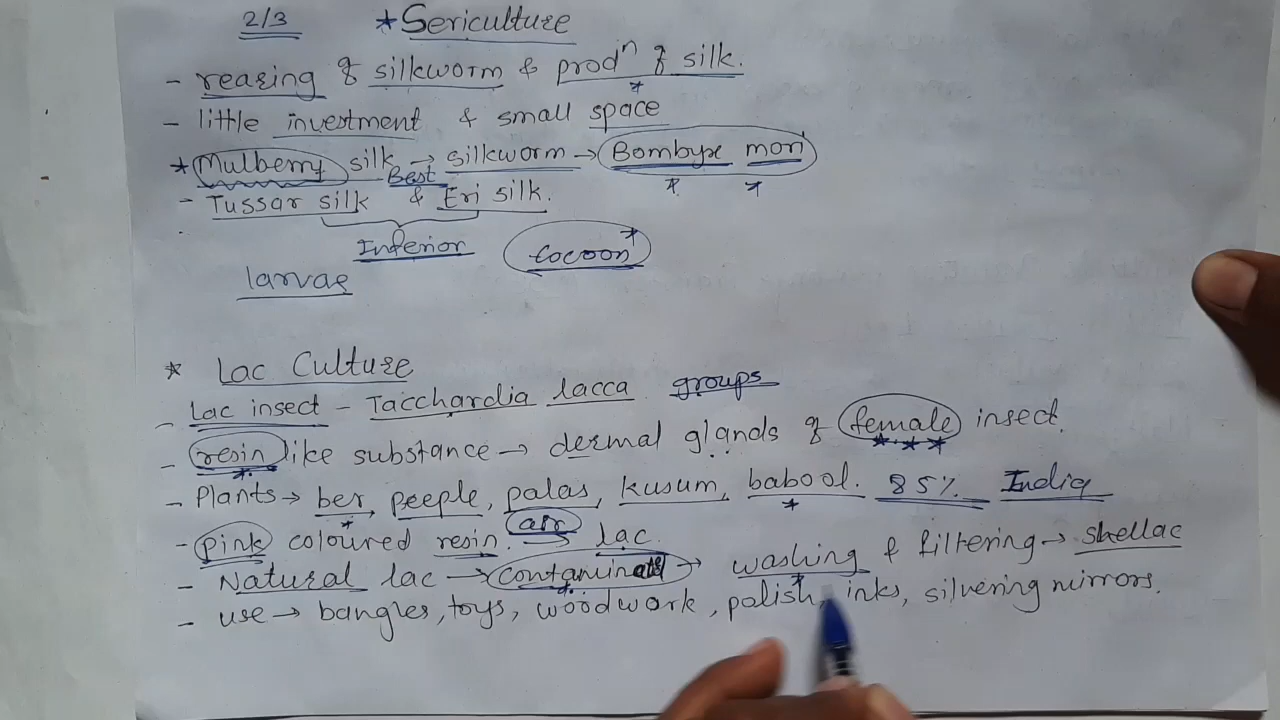 2/3 *Sericulture
- rearing of silkworm & prodⁿ of silk.
- little investment & small space
* Mulberry silk → silkworm → Bombyx mori
Best
- Tussar silk & Eri silk.
Inferior cocoon
larvae
* Lac Culture
- Lac insect - Tacchardia lacca groups
- resin like substance → dermal glands of female insect.
- Plants → ber, peeple, palas, kusum, babool. 85% India
- Pink coloured resin. air → lac.
- Natural lac → contaminated → washing & filtering → shellac
- use → bangles, toys, woodwork, polish, inks, silvering mirrors.